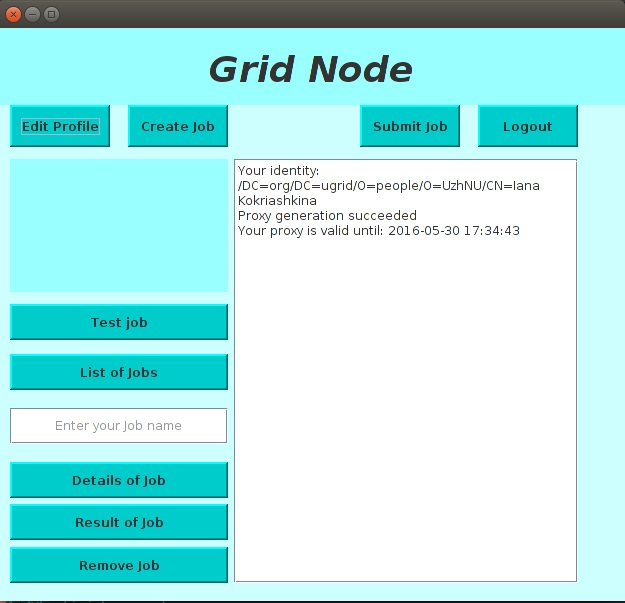 Grid Node
Edit Profile
Create Job
Submit Job
Logout
Your identity:
/DC=org/DC=ugrid/O=people/O=UzhNU/CN=Iana
Kokriashkina
Proxy generation succeeded
Your proxy is valid until: 2016-05-30 17:34:43
Test job
List of Jobs
Enter your Job name
Details of Job
Result of Job
Remove Job